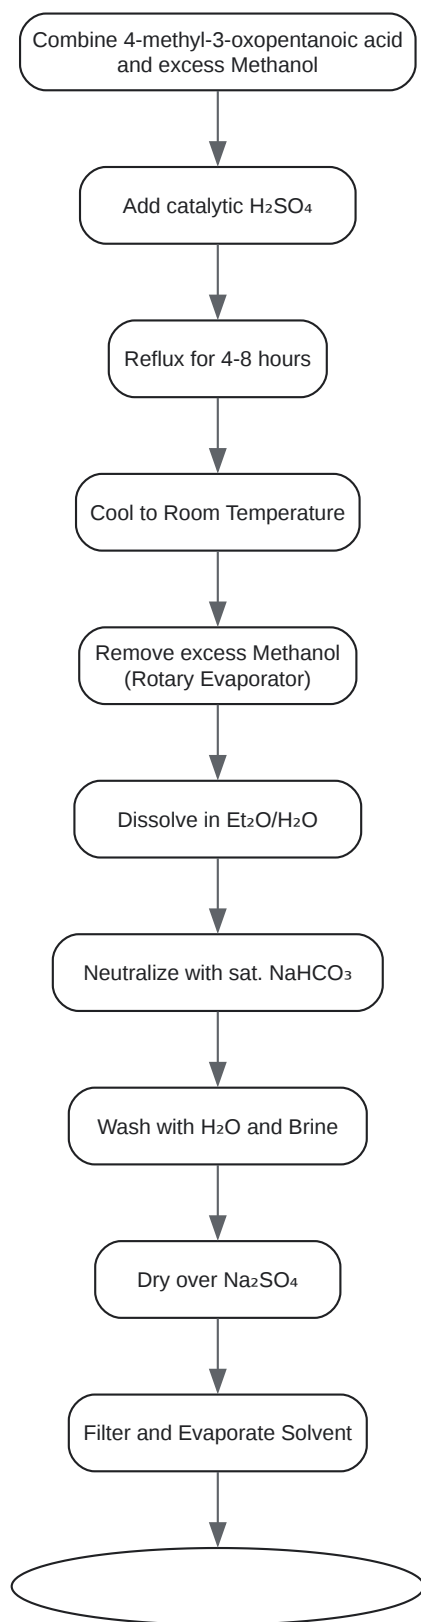 Combine 4-methyl-3-oxopentanoic acid
and excess Methanol
Add catalytic H₂SO₄
Reflux for 4-8 hours
Cool to Room Temperature
Remove excess Methanol
(Rotary Evaporator)
Dissolve in Et₂O/H₂O
Neutralize with sat. NaHCO₃
Wash with H₂O and Brine
Dry over Na₂SO₄
Filter and Evaporate Solvent